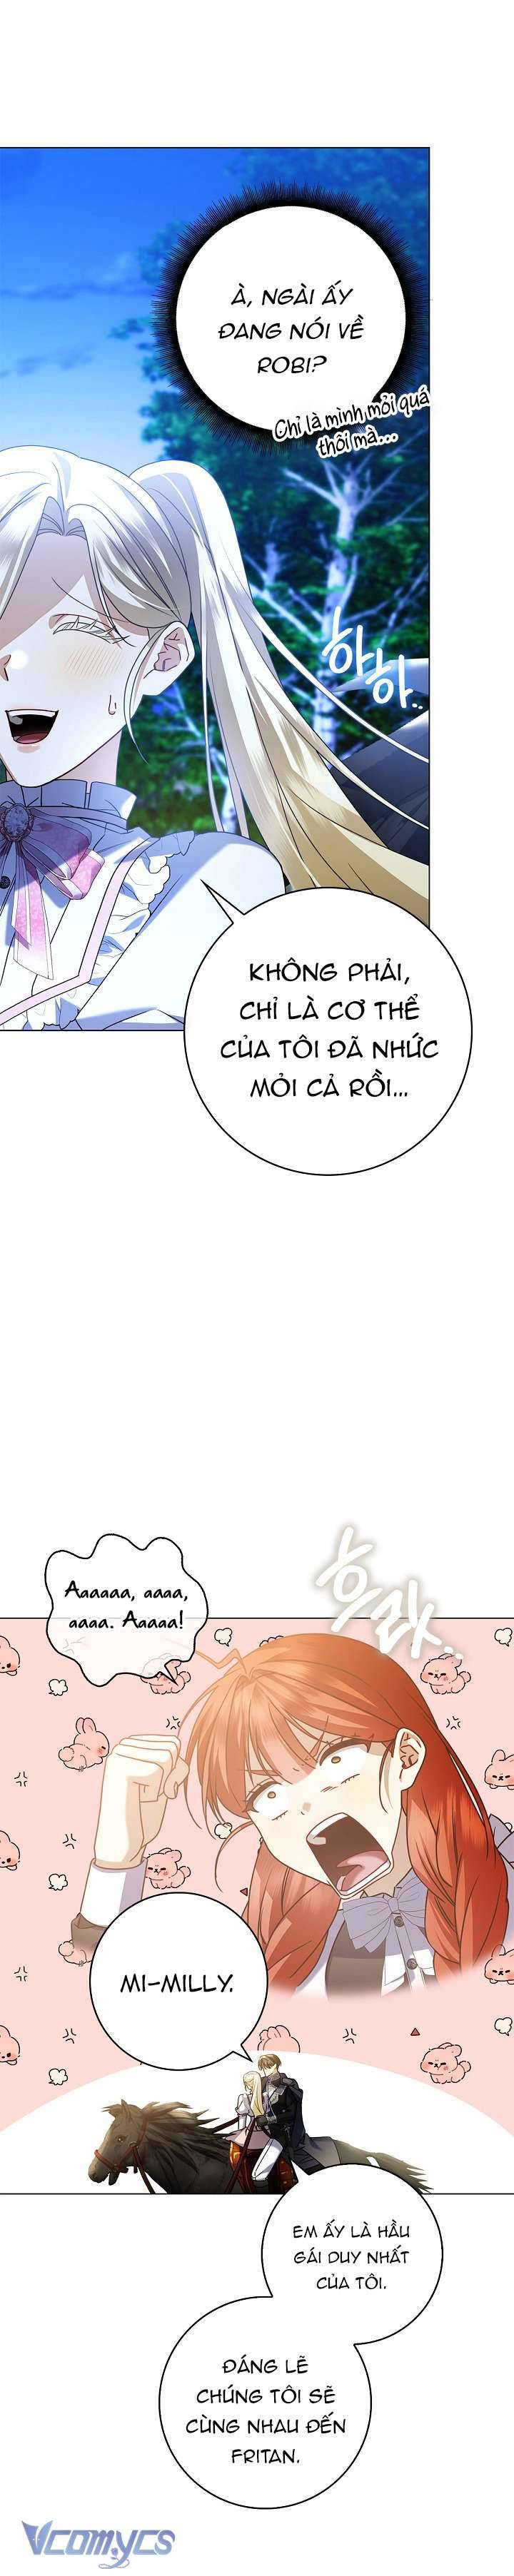 À, NGÀI ẤY
ĐANG NÓI VỀ
ROBI?
Chỉ là mình mỏi quá
thôi mà...
하하..
KHÔNG PHẢI,
CHỈ LÀ CƠ THỂ
CỦA TÔI ĐÃ NHỨC
MỎI CẢ RỒI...
흐라..
Aaaaaa, aaaa,
aaaa. Aaaaa!
MI-MILLY.
EM ẤY LÀ HẦU
GÁI DUY NHẤT
CỦA TÔI.
ĐÁNG LẼ
CHÚNG TÔI SẼ
CÙNG NHAU ĐẾN
FRITAN.
Vcomycs